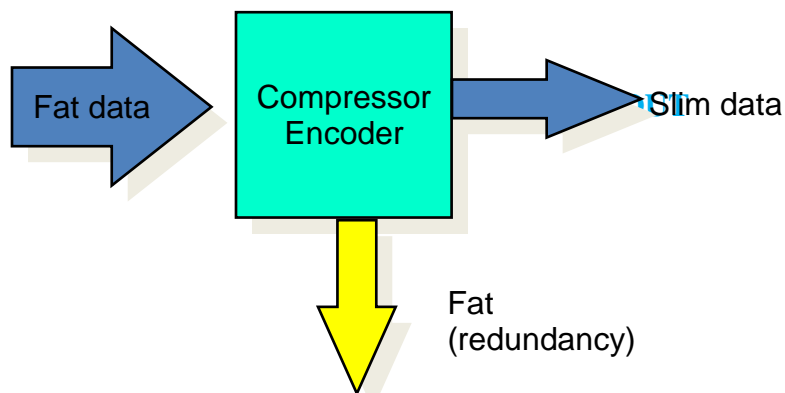 Fat data
Compressor
Encoder
Slim data
Fat
(redundancy)